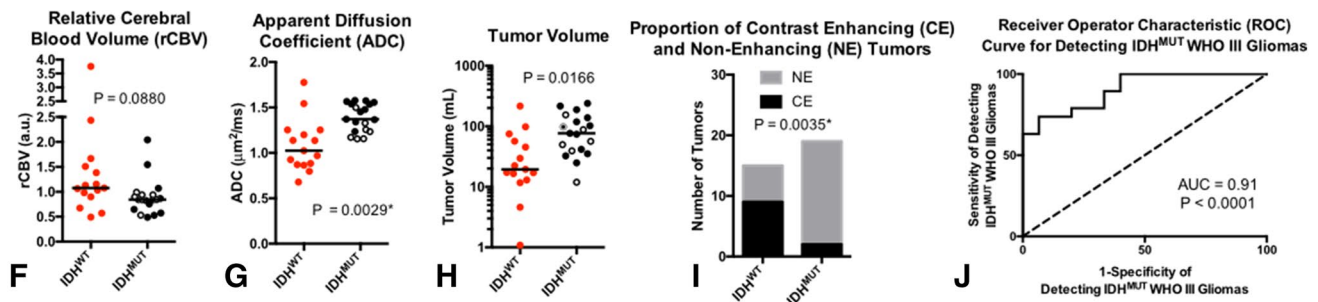 Relative Cerebral
Blood Volume (rCBV)
4.0
3.5
3.0
2.5
2.5
2.0
1.5
1.0
0.5
0.0
rCBV (a.u.)
P = 0.0880
IDHWT
IDHMUT
F
Apparent Diffusion
Coefficient (ADC)
2.0
1.5
1.0
0.5
0.0
ADC (μm2/ms)
P = 0.0029*
IDHWT
IDHMUT
G
Tumor Volume
1000
100
10
1
Tumor Volume (mL)
P = 0.0166
IDHWT
IDHMUT
H
Proportion of Contrast Enhancing (CE)
and Non-Enhancing (NE) Tumors
30
20
10
0
Number of Tumors
NE
CE
P = 0.0035*
IDHWT
IDHMUT
I
Receiver Operator Characteristic (ROC)
Curve for Detecting IDHMUT WHO III Gliomas
100
50
0
Sensitivity of Detecting
IDHMUT WHO III Gliomas
AUC = 0.91
P < 0.0001
0
50
100
1-Specificity of
Detecting IDHMUT WHO III Gliomas
J